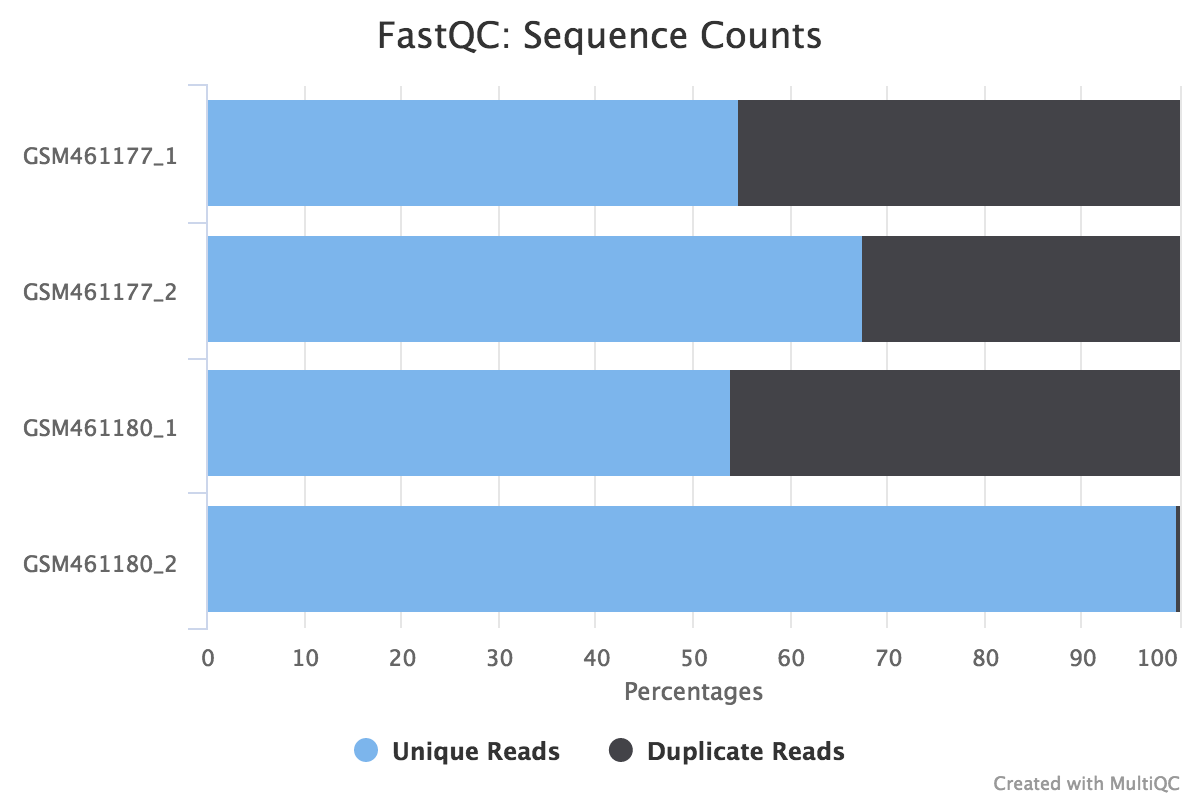 FastQC: Sequence Counts
GSM461177_1
GSM461177_2
GSM461180_1
GSM461180_2
0 10 20 30 40 50 60 70 80 90 100
Percentages
Unique Reads Duplicate Reads
Created with MultiQC